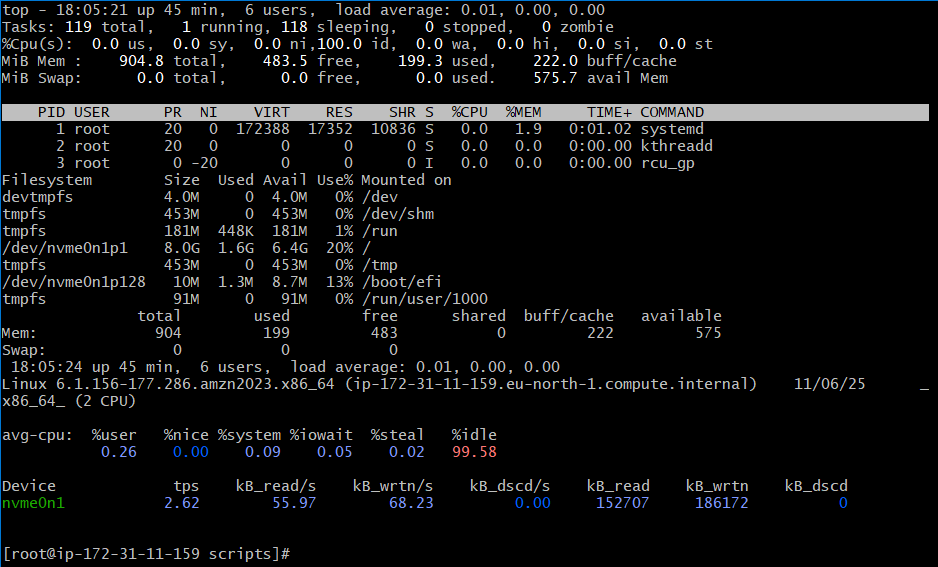 top - 18:05:21 up 45 min,  6 users,  load average: 0.01, 0.00, 0.00
Tasks: 119 total,   1 running, 118 sleeping,   0 stopped,   0 zombie
%Cpu(s):  0.0 us,  0.0 sy,  0.0 ni,100.0 id,  0.0 wa,  0.0 hi,  0.0 si,  0.0 st
MiB Mem :    904.8 total,    483.5 free,    199.3 used,    222.0 buff/cache
MiB Swap:      0.0 total,      0.0 free,      0.0 used.    575.7 avail Mem
    PID USER      PR  NI    VIRT    RES    SHR S  %CPU  %MEM     TIME+ COMMAND
      1 root      20   0  172388  17352  10836 S   0.0   1.9   0:01.02 systemd
      2 root      20   0       0      0      0 S   0.0   0.0   0:00.00 kthreadd
      3 root       0 -20       0      0      0 I   0.0   0.0   0:00.00 rcu_gp
Filesystem        Size  Used Avail Use% Mounted on
devtmpfs          4.0M     0  4.0M   0% /dev
tmpfs             453M     0  453M   0% /dev/shm
tmpfs             181M  448K  181M   1% /run
/dev/nvme0n1p1    8.0G  1.6G  6.4G  20% /
tmpfs             453M     0  453M   0% /tmp
/dev/nvme0n1p128   10M  1.3M  8.7M  13% /boot/efi
tmpfs              91M     0   91M   0% /run/user/1000
               total        used        free      shared  buff/cache   available
Mem:             904         199         483           0         222         575
Swap:              0           0           0
 18:05:24 up 45 min,  6 users,  load average: 0.01, 0.00, 0.00
Linux 6.1.156-177.286.amzn2023.x86_64 (ip-172-31-11-159.eu-north-1.compute.internal)    11/06/25      _
x86_64_ (2 CPU)
avg-cpu:  %user   %nice %system %iowait  %steal   %idle
           0.26    0.00    0.09    0.05    0.02   99.58
Device             tps    kB_read/s    kB_wrtn/s    kB_dscd/s    kB_read    kB_wrtn    kB_dscd
nvme0n1           2.62        55.97        68.23         0.00     152707     186172          0
[root@ip-172-31-11-159 scripts]#